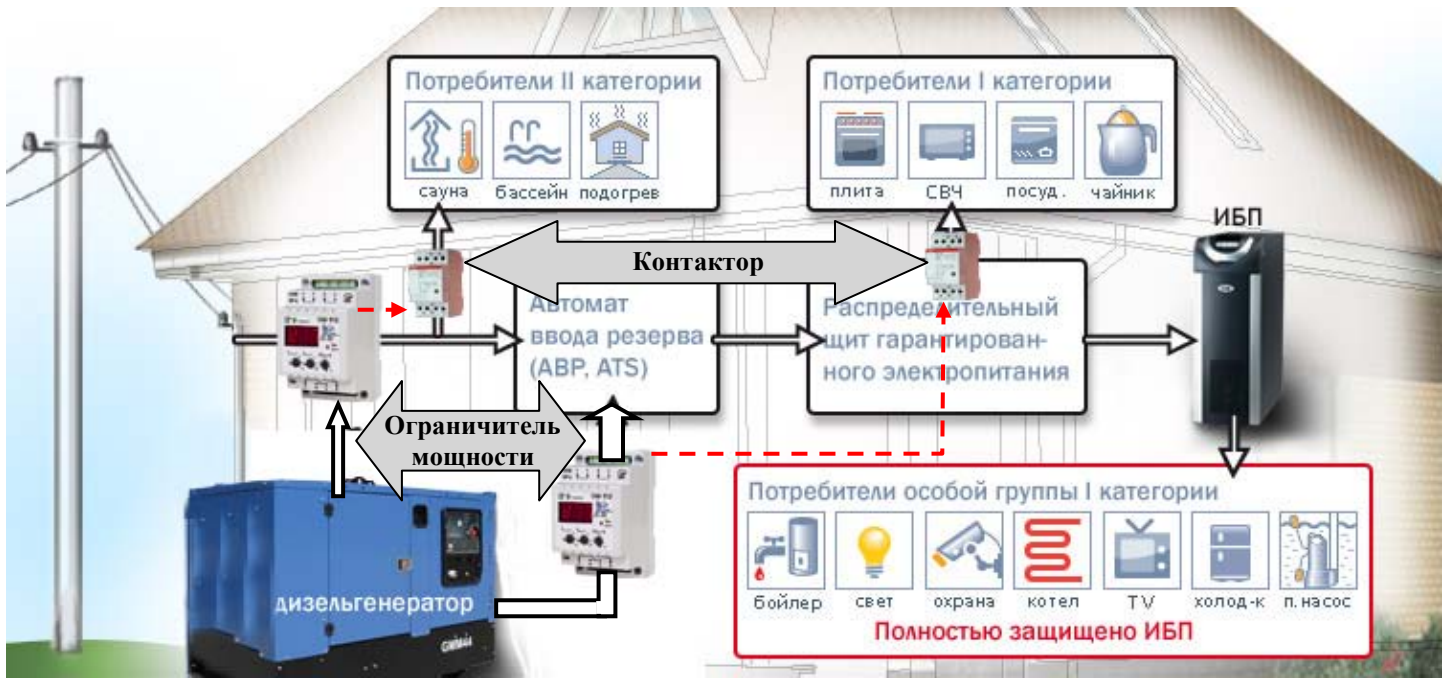 Потребители II категории
сауна
бассейн
подогрев
Потребители I категории
плита
СВЧ
посуд.
чайник
ИБП
Контактор
Автомат
ввода резерва
(АВР, ATS)
Распределительный
щит гарантирован-
ного электропитания
Ограничитель
мощности
дизельгенератор
GMM44
Потребители особой группы I категории
бойлер
свет
охрана
котел
TV
холод-к
п.насос
Полностью защищено ИБП